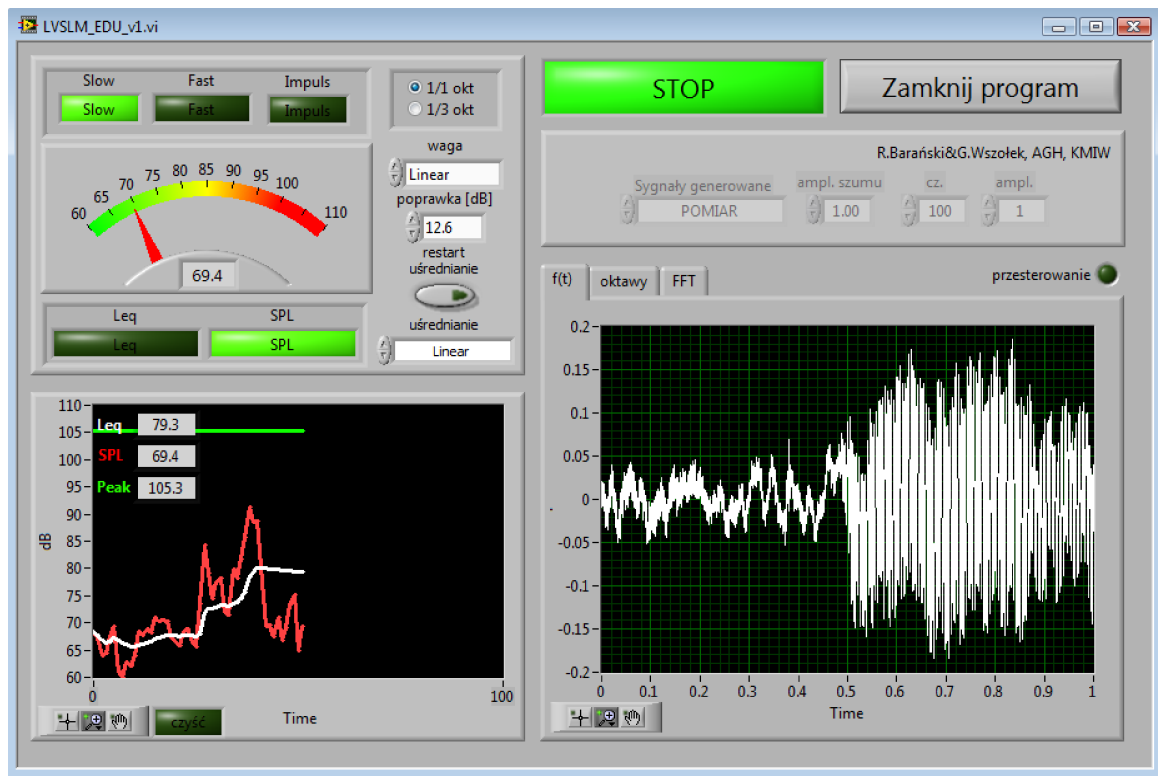 LVSLM_EDU_v1.vi
Slow Fast Impuls
Slow Fast Impuls
1/1 okt
1/3 okt
waga
Linear
poprawka [dB]
12.6
restart
uśrednianie
uśrednianie
Linear
60 65 70 75 80 85 90 95 100 110
69.4
Leq SPL
Leq SPL
STOP
Zamknij program
R.Barański&G.Wszołek, AGH, KMIW
Sygnały generowane ampl. szumu cz. ampl.
POMIAR 1.00 100 1
f(t) oktawy FFT
przesterowanie
110
105
100
95
90
85
80
75
70
65
60
dB
Leq 79.3
SPL 69.4
Peak 105.3
0 100
Time
czyść
0.2
0.15
0.1
0.05
0
-0.05
-0.1
-0.15
-0.2
0 0.1 0.2 0.3 0.4 0.5 0.6 0.7 0.8 0.9 1
Time